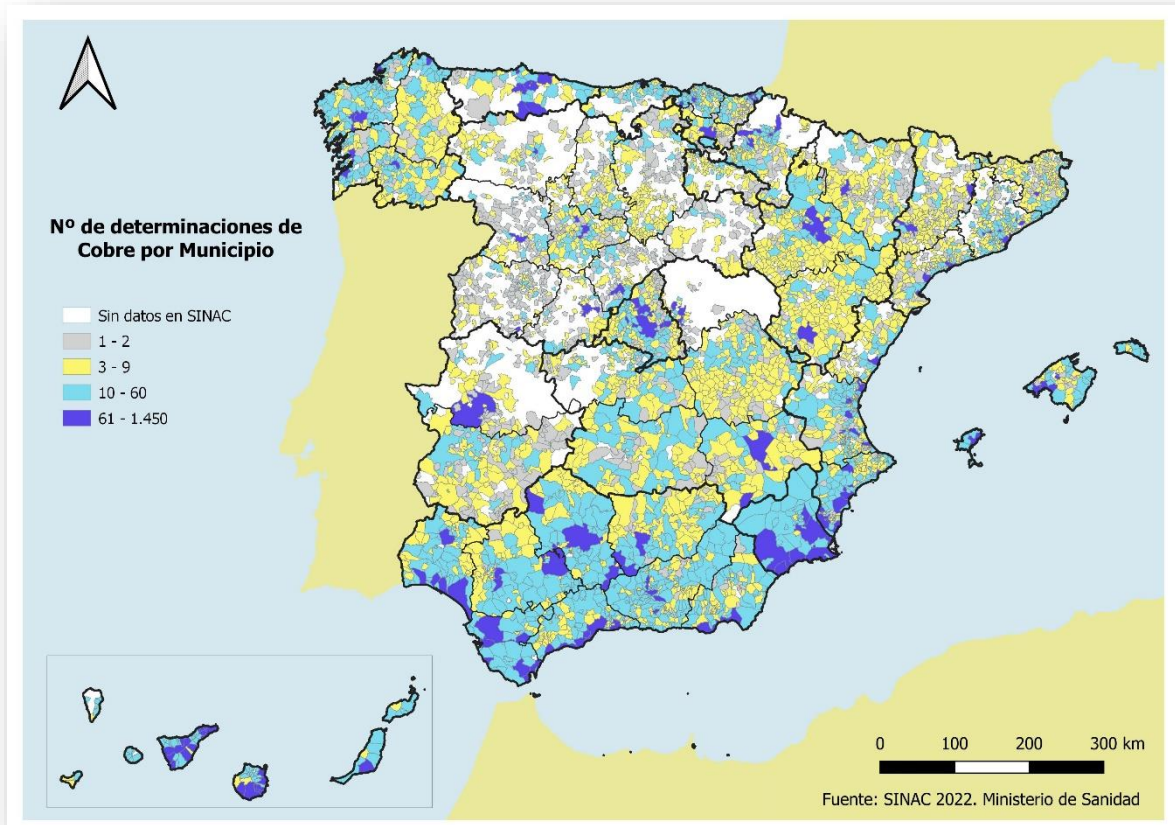 Nº de determinaciones de
Cobre por Municipio
Sin datos en SINAC
1 - 2
3 - 9
10 - 60
61 - 1.450
0 100 200 300 km
Fuente: SINAC 2022. Ministerio de Sanidad